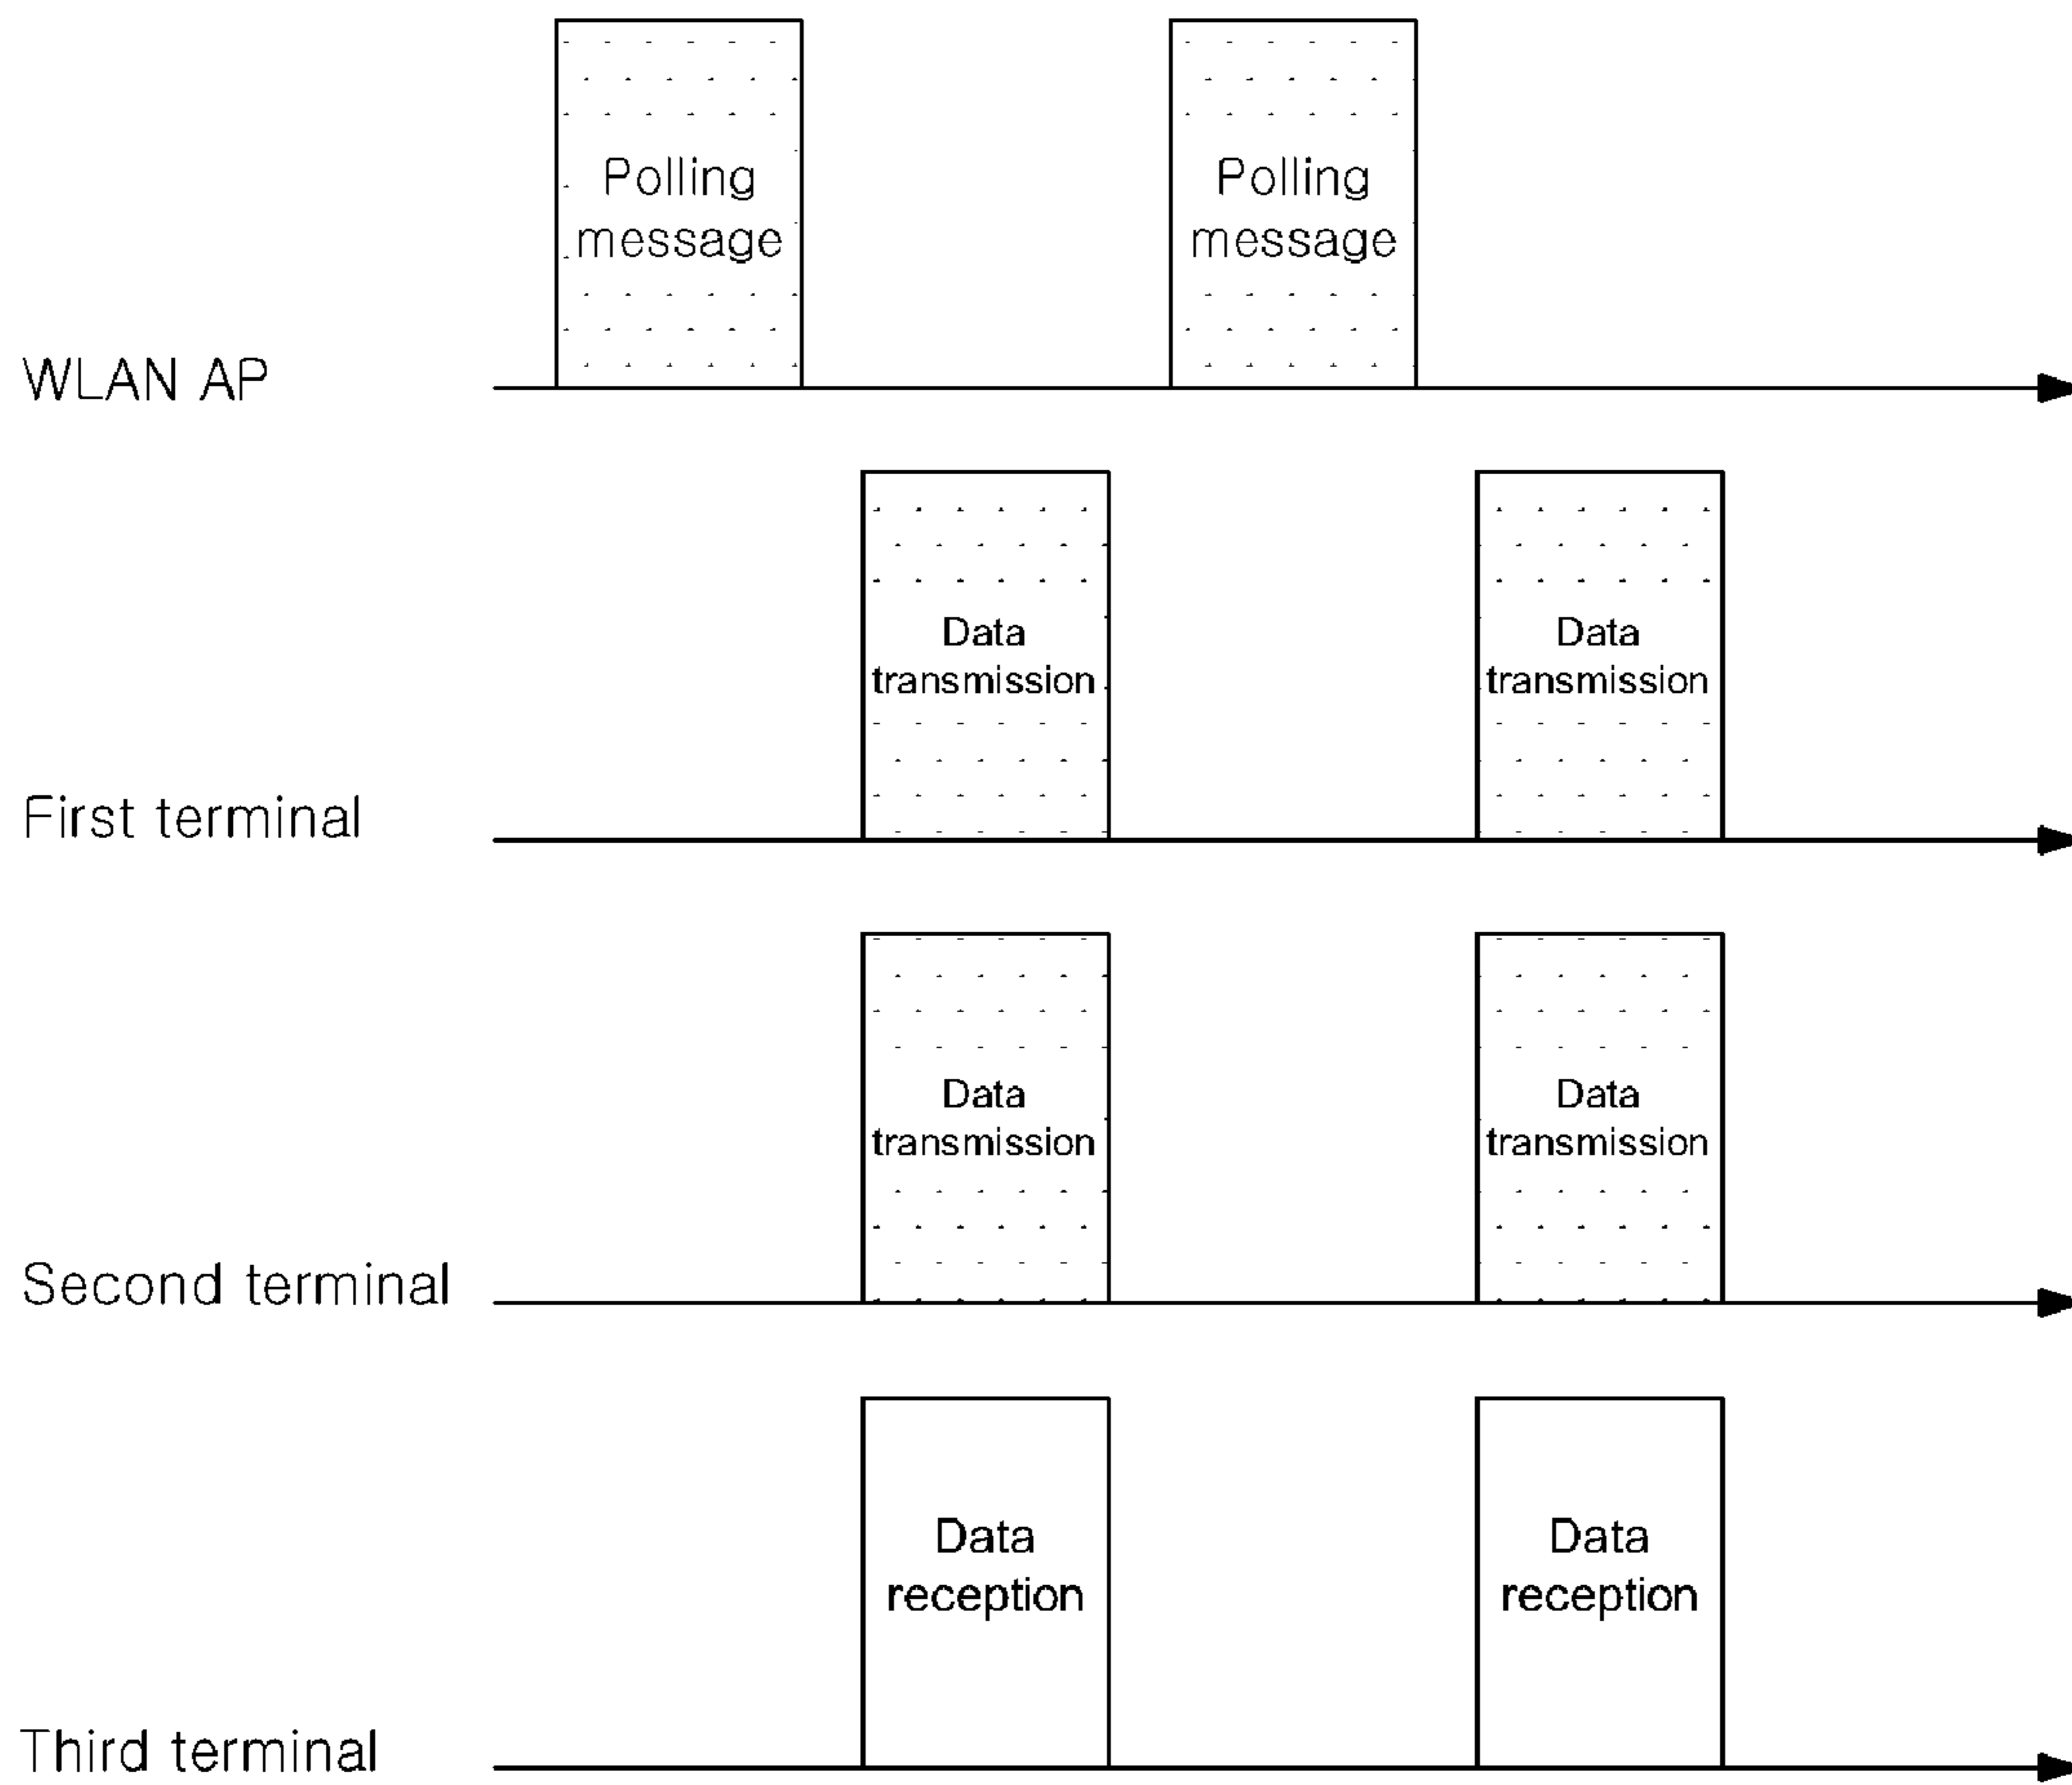 Polling
message
Polling
message
WLAN AP
Data
transmission
Data
transmission
First terminal
Data
transmission
Data
transmission
Second terminal
Data
reception
Data
reception
Third terminal